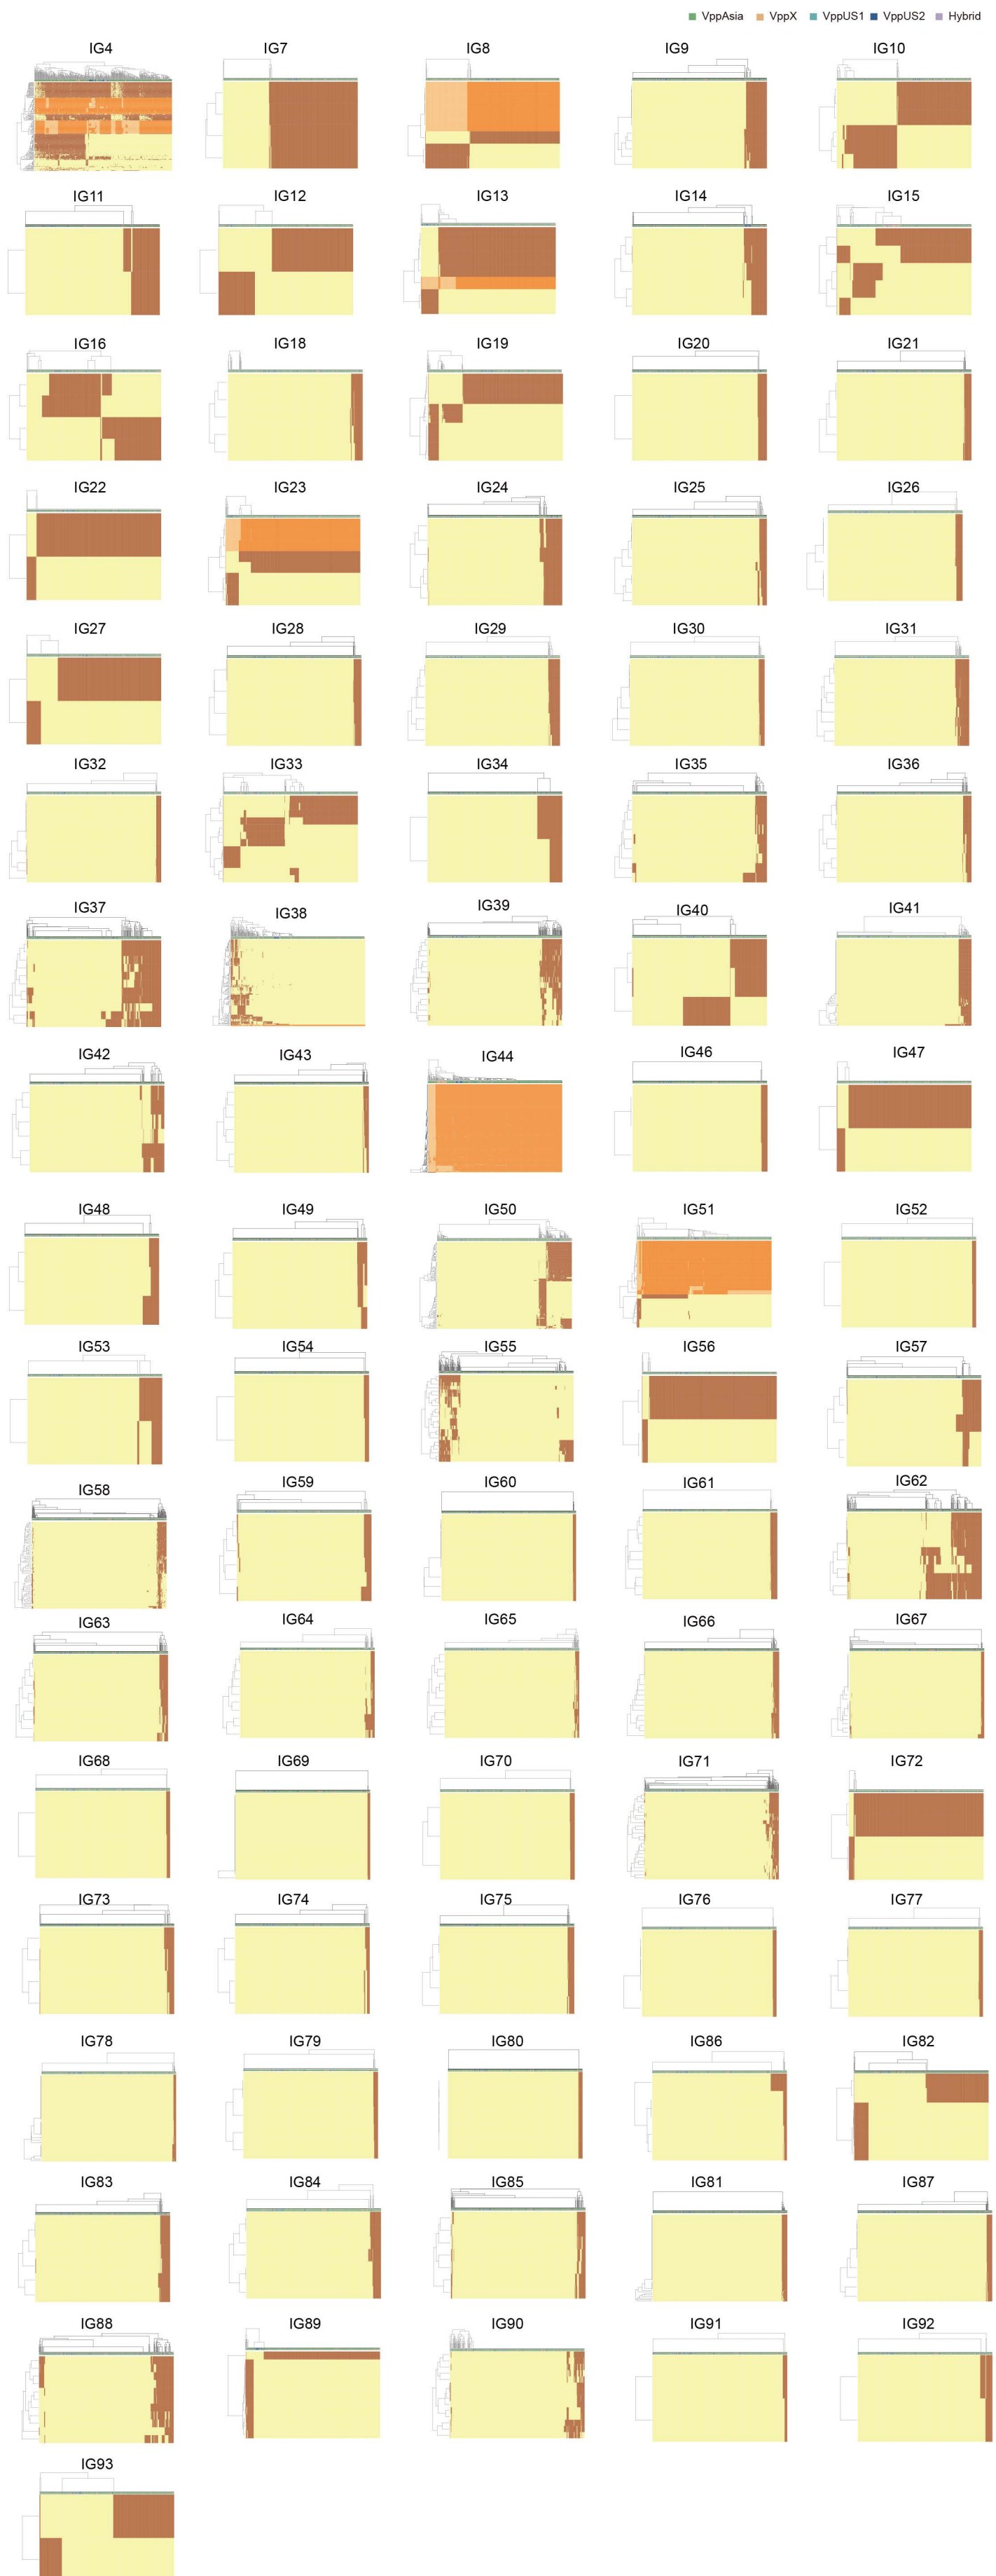 VppAsia VppX VppUS1 VppUS2 Hybrid
IG4 IG7 IG8 IG9 IG10
IG11 IG12 IG13 IG14 IG15
IG16 IG18 IG19 IG20 IG21
IG22 IG23 IG24 IG25 IG26
IG27 IG28 IG29 IG30 IG31
IG32 IG33 IG34 IG35 IG36
IG37 IG38 IG39 IG40 IG41
IG42 IG43 IG44 IG46 IG47
IG48 IG49 IG50 IG51 IG52
IG53 IG54 IG55 IG56 IG57
IG58 IG59 IG60 IG61 IG62
IG63 IG64 IG65 IG66 IG67
IG68 IG69 IG70 IG71 IG72
IG73 IG74 IG75 IG76 IG77
IG78 IG79 IG80 IG86 IG82
IG83 IG84 IG85 IG81 IG87
IG88 IG89 IG90 IG91 IG92
IG93